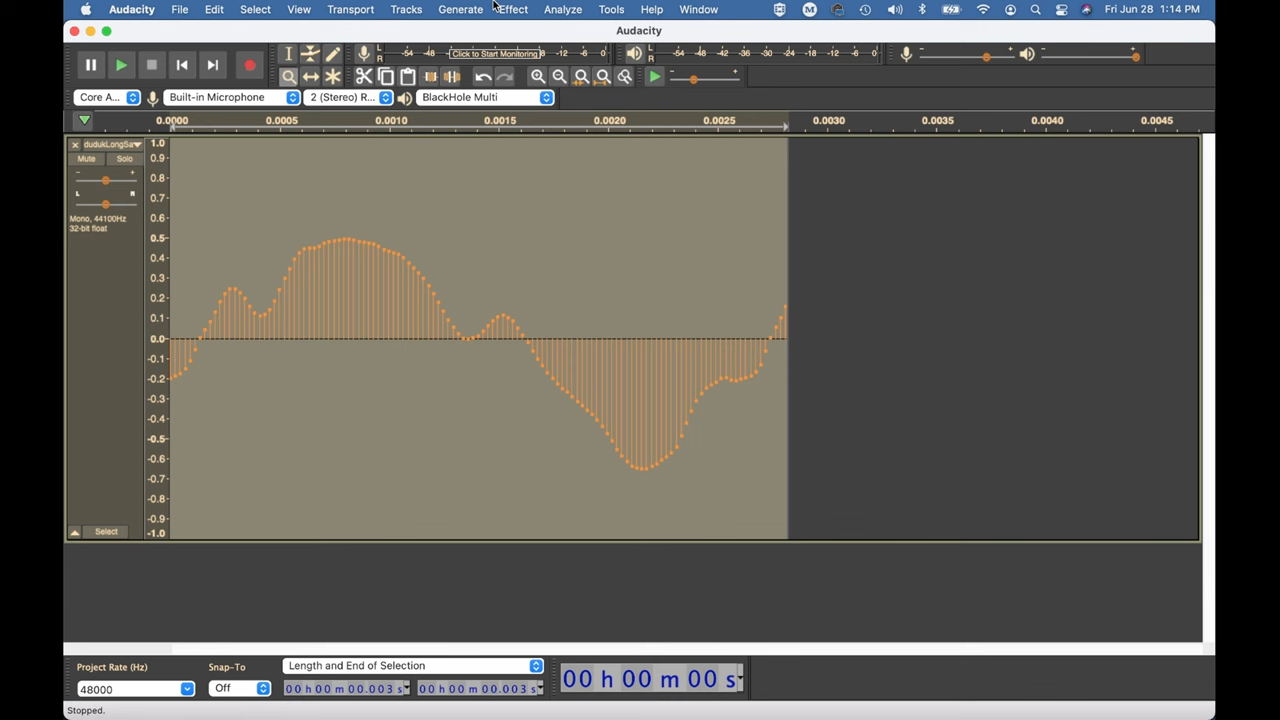 Audacity File Edit Select View Transport Tracks Generate Effect Analyze Tools Help Window Fri Jun 28 1:14 PM
Audacity
L R -54 -48 Click to Start Monitoring 8 -12 -6 0 L R -54 -48 -42 -36 -30 -24 -18 -12 -6 0
Core A... Built-in Microphone 2 (Stereo) R... BlackHole Multi
0.0000 0.0005 0.0010 0.0015 0.0020 0.0025 0.0030 0.0035 0.0040 0.0045
dudukLongSa
Mute Solo
- +
L R
Mono, 44100Hz
32-bit float
Select
1.0
0.9
0.8
0.7
0.6
0.5
0.4
0.3
0.2
0.1
0.0
-0.1
-0.2
-0.3
-0.4
-0.5
-0.6
-0.7
-0.8
-0.9
-1.0
Project Rate (Hz) Snap-To Length and End of Selection
48000 Off 00 h 00 m 00.003 s 00 h 00 m 00.003 s 00 h 00 m 00 s
Stopped.